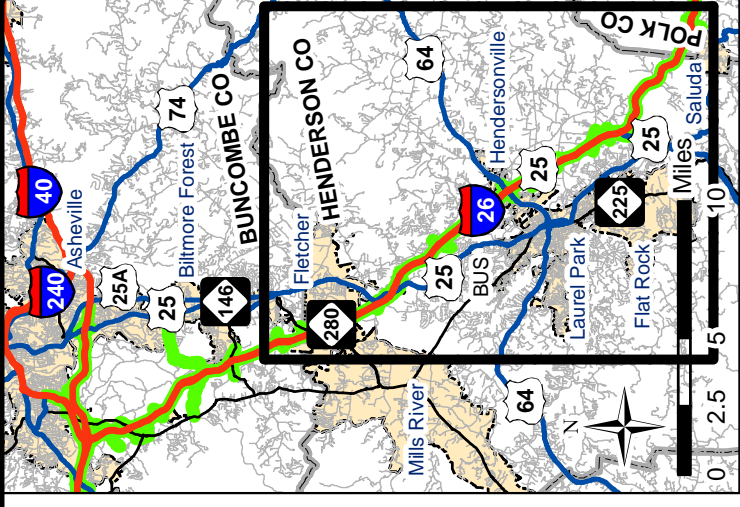 40
240
Asheville
74
25A
25
Biltmore Forest
146
BUNCOMBE CO
HENDERSON CO
Fletcher
280
Mills River
64
Hendersonville
26
25
25
BUS
25
225
Laurel Park
Flat Rock
64
POLK CO
Saluda
N
Miles
0
2.5
5
10